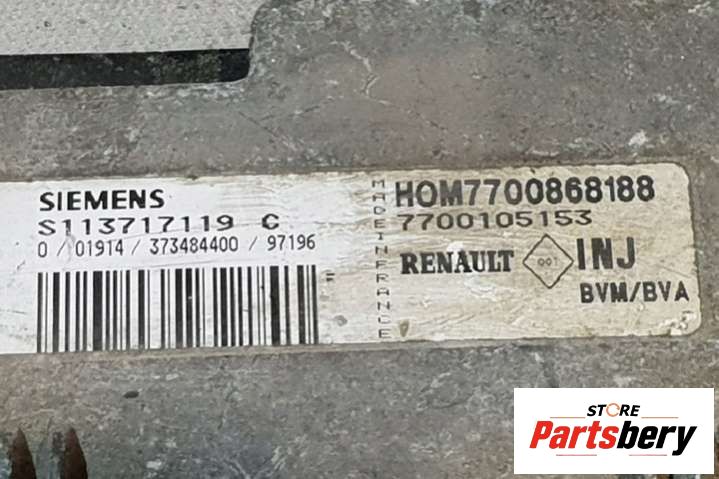 SIEMENS
S113717119 C
0 / 01914 / 373484400 / 97196
MADE IN FRANCE
HOM7700868188
7700105153
RENAULT INJ
BVM/BVA
STORE
Partsbery